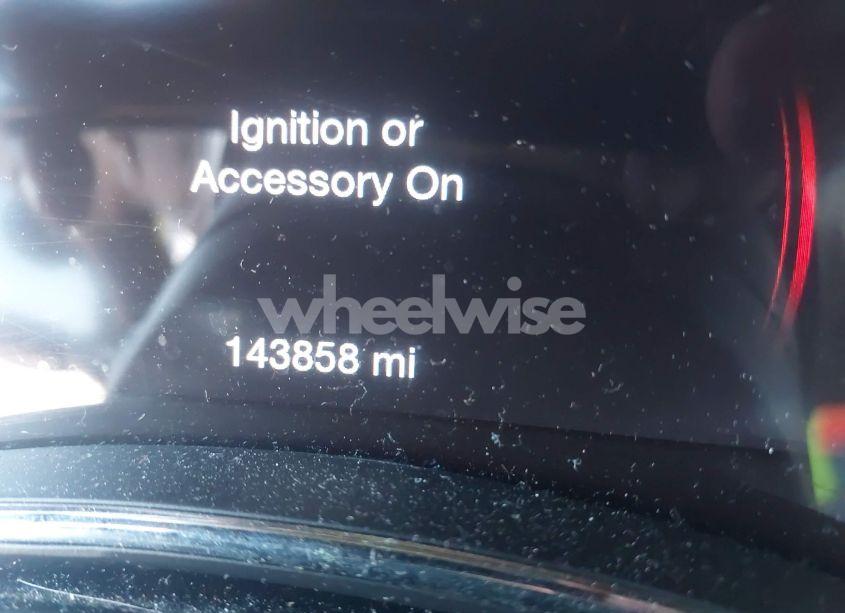 Ignition or
Accessory On
wheelwise
143858 mi